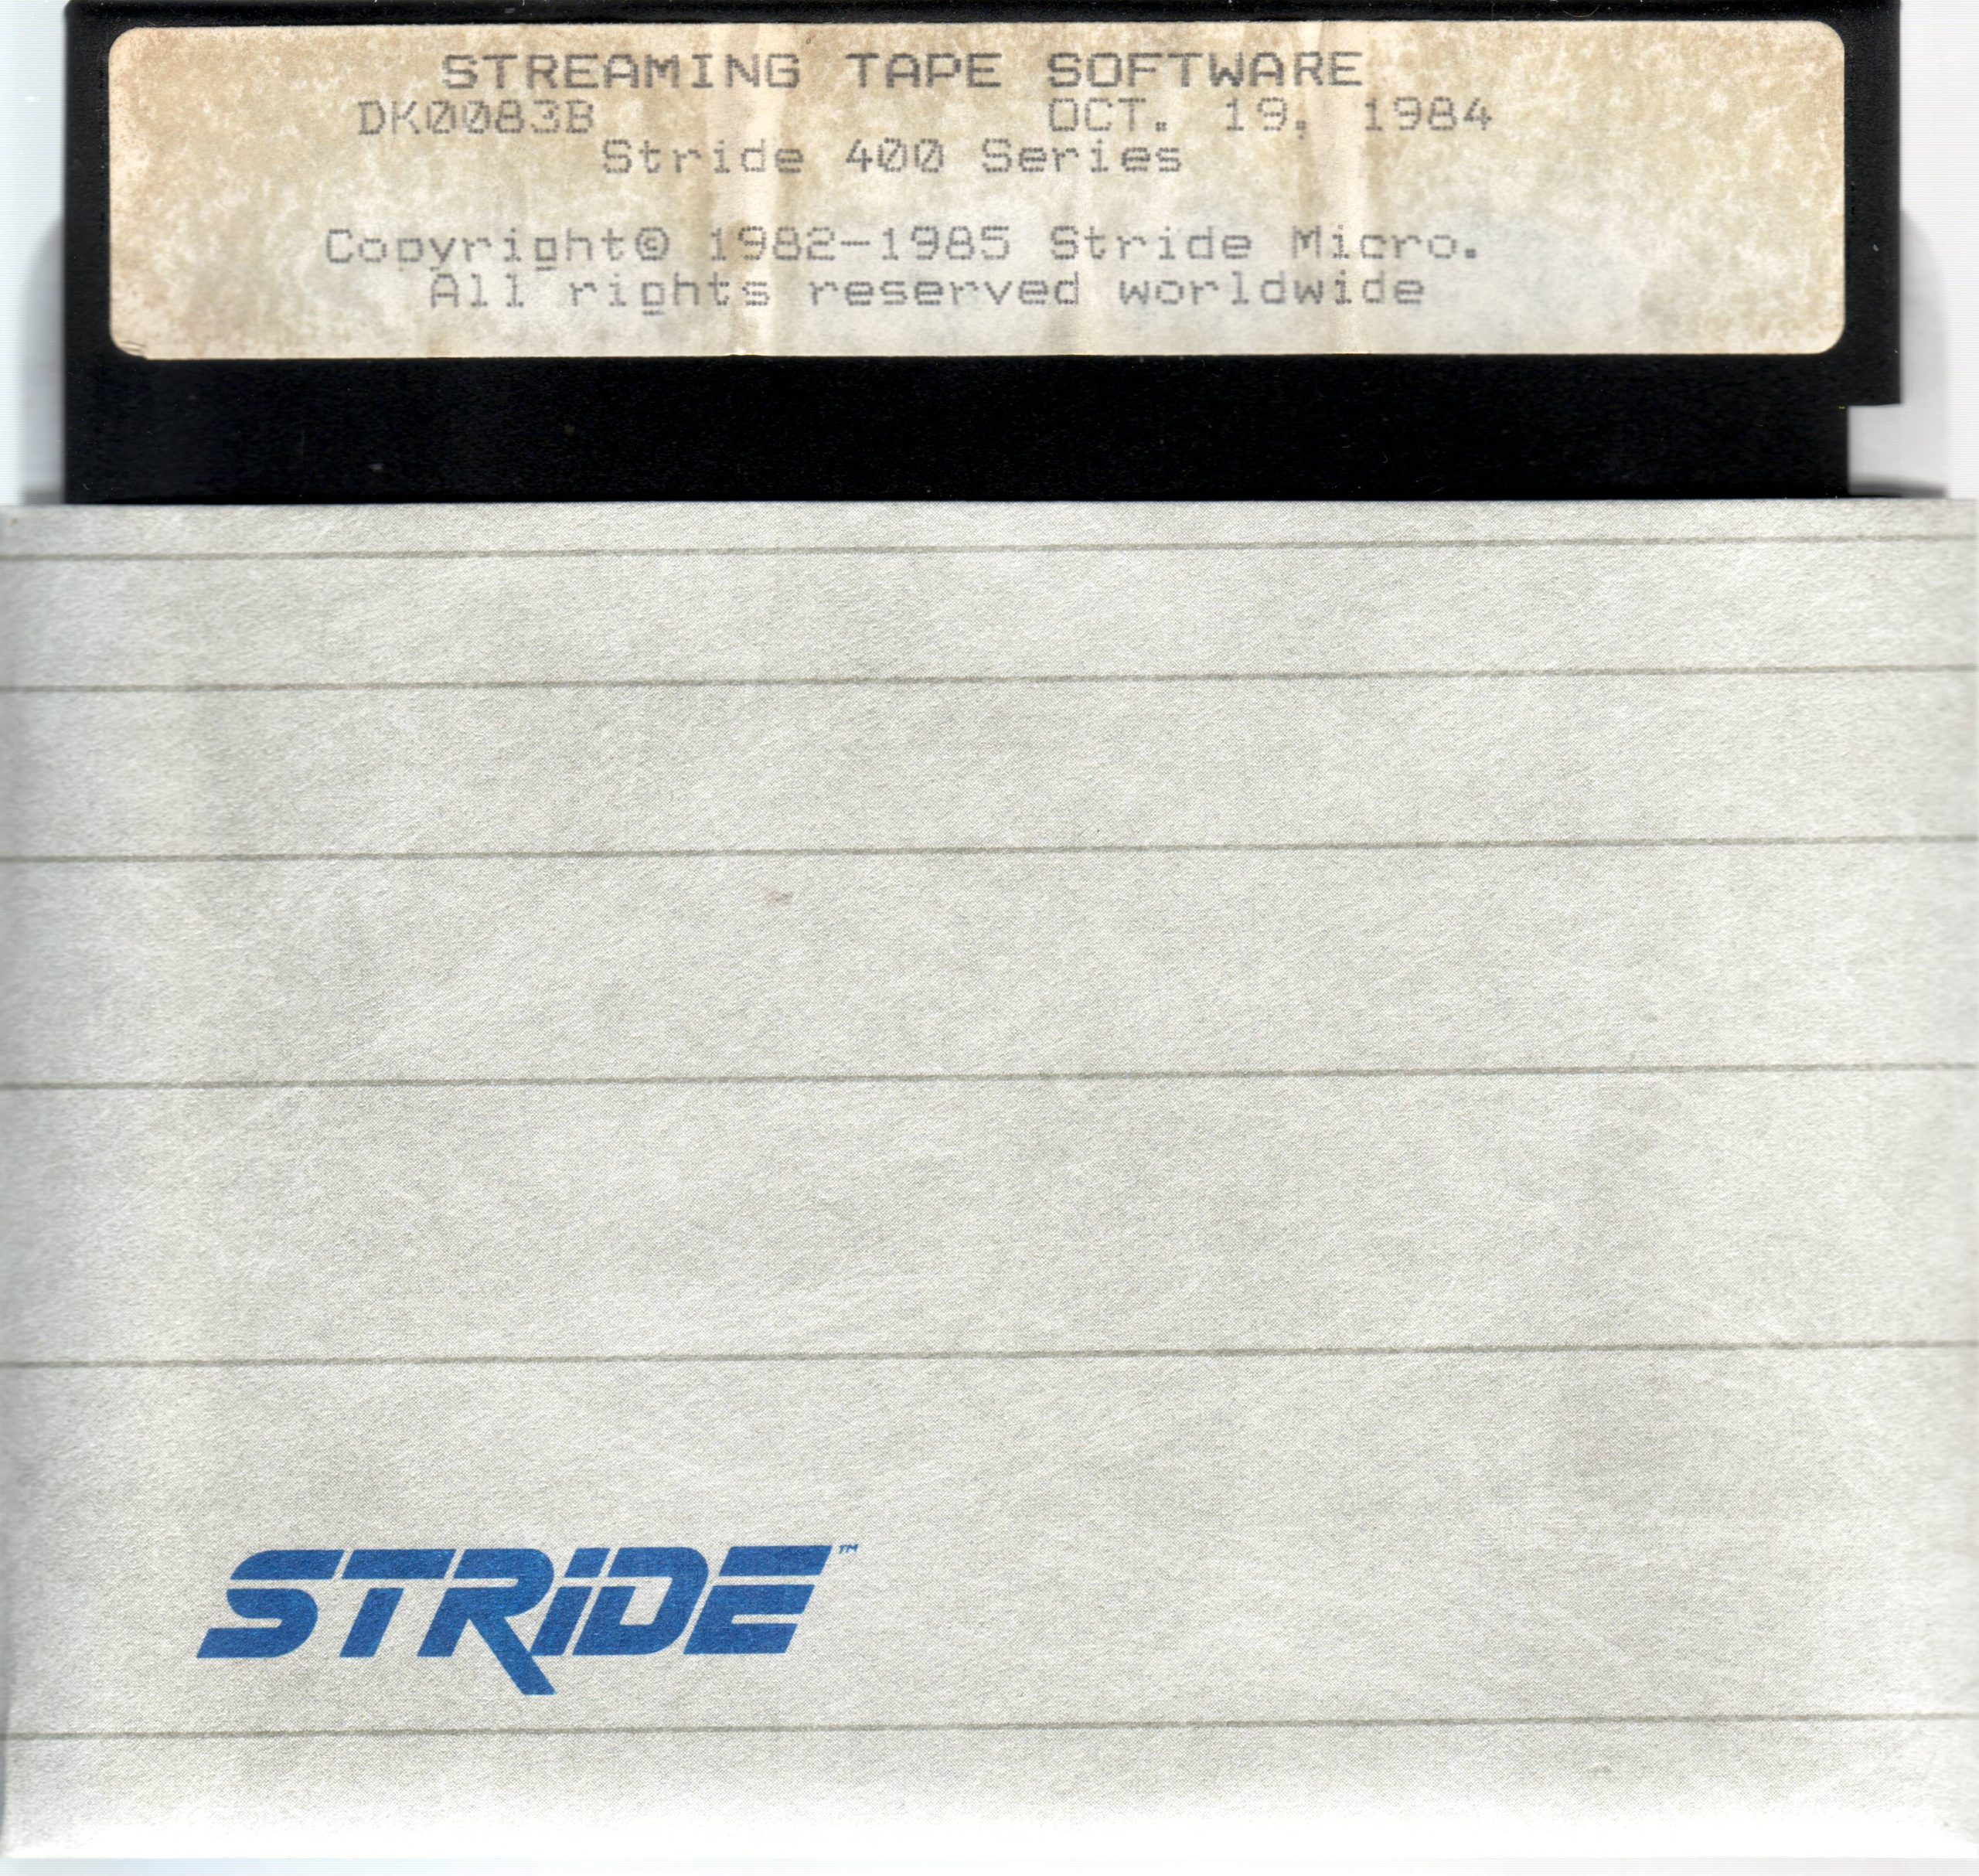 STREAMING TAPE SOFTWARE
DK0083B OCT. 19, 1984
Stride 400 Series
Copyright© 1982-1985 Stride Micro.
All rights reserved worldwide
STRIDE™